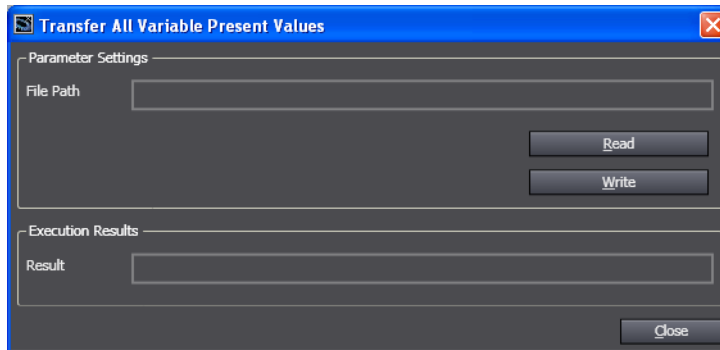 Transfer All Variable Present Values
Parameter Settings
File Path
Read
Write
Execution Results
Result
Close